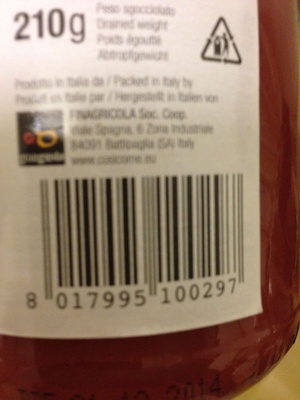 Peso sgocciolato
210g Drained weight
Poids égoutté
Abtropfgewicht
Prodotto in Italia da / Packed in Italy by
Produit en Italie par / Hergestellt in Italien von
FINAGRICOLA Soc. Coop.
Viale Spagna, 6 Zona Industriale
84091 Battipaglia (SA) Italy
www.cosicome.eu
8 017995 100297
2014